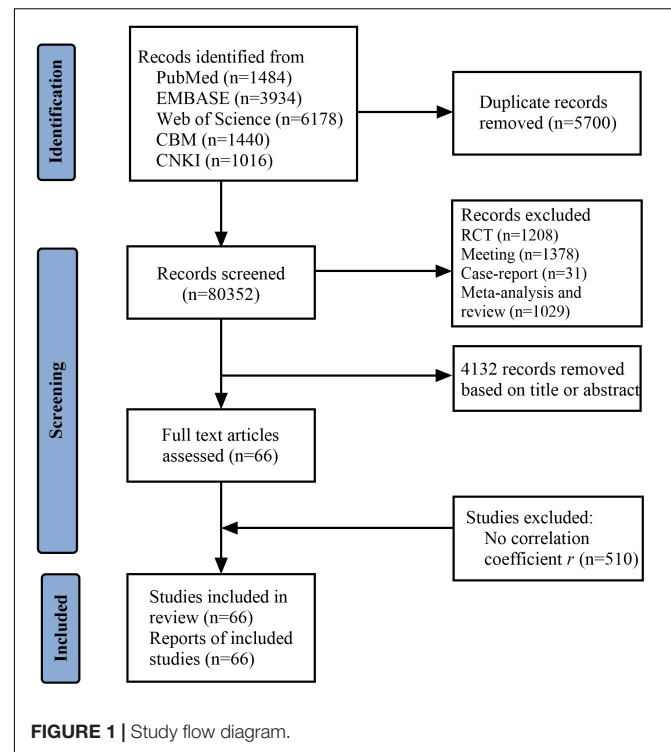 Identification
Recods identified from
PubMed (n=1484)
EMBASE (n=3934)
Web of Science (n=6178)
CBM (n=1440)
CNKI (n=1016)
Duplicate records
removed (n=5700)
Screening
Records screened
(n=80352)
Records excluded
RCT (n=1208)
Meeting (n=1378)
Case-report (n=31)
Meta-analysis and
review (n=1029)
4132 records removed
based on title or abstract
Full text articles
assessed (n=66)
Studies excluded:
No correlation
coefficient r (n=510)
Included
Studies included in
review (n=66)
Reports of included
studies (n=66)
FIGURE 1 | Study flow diagram.